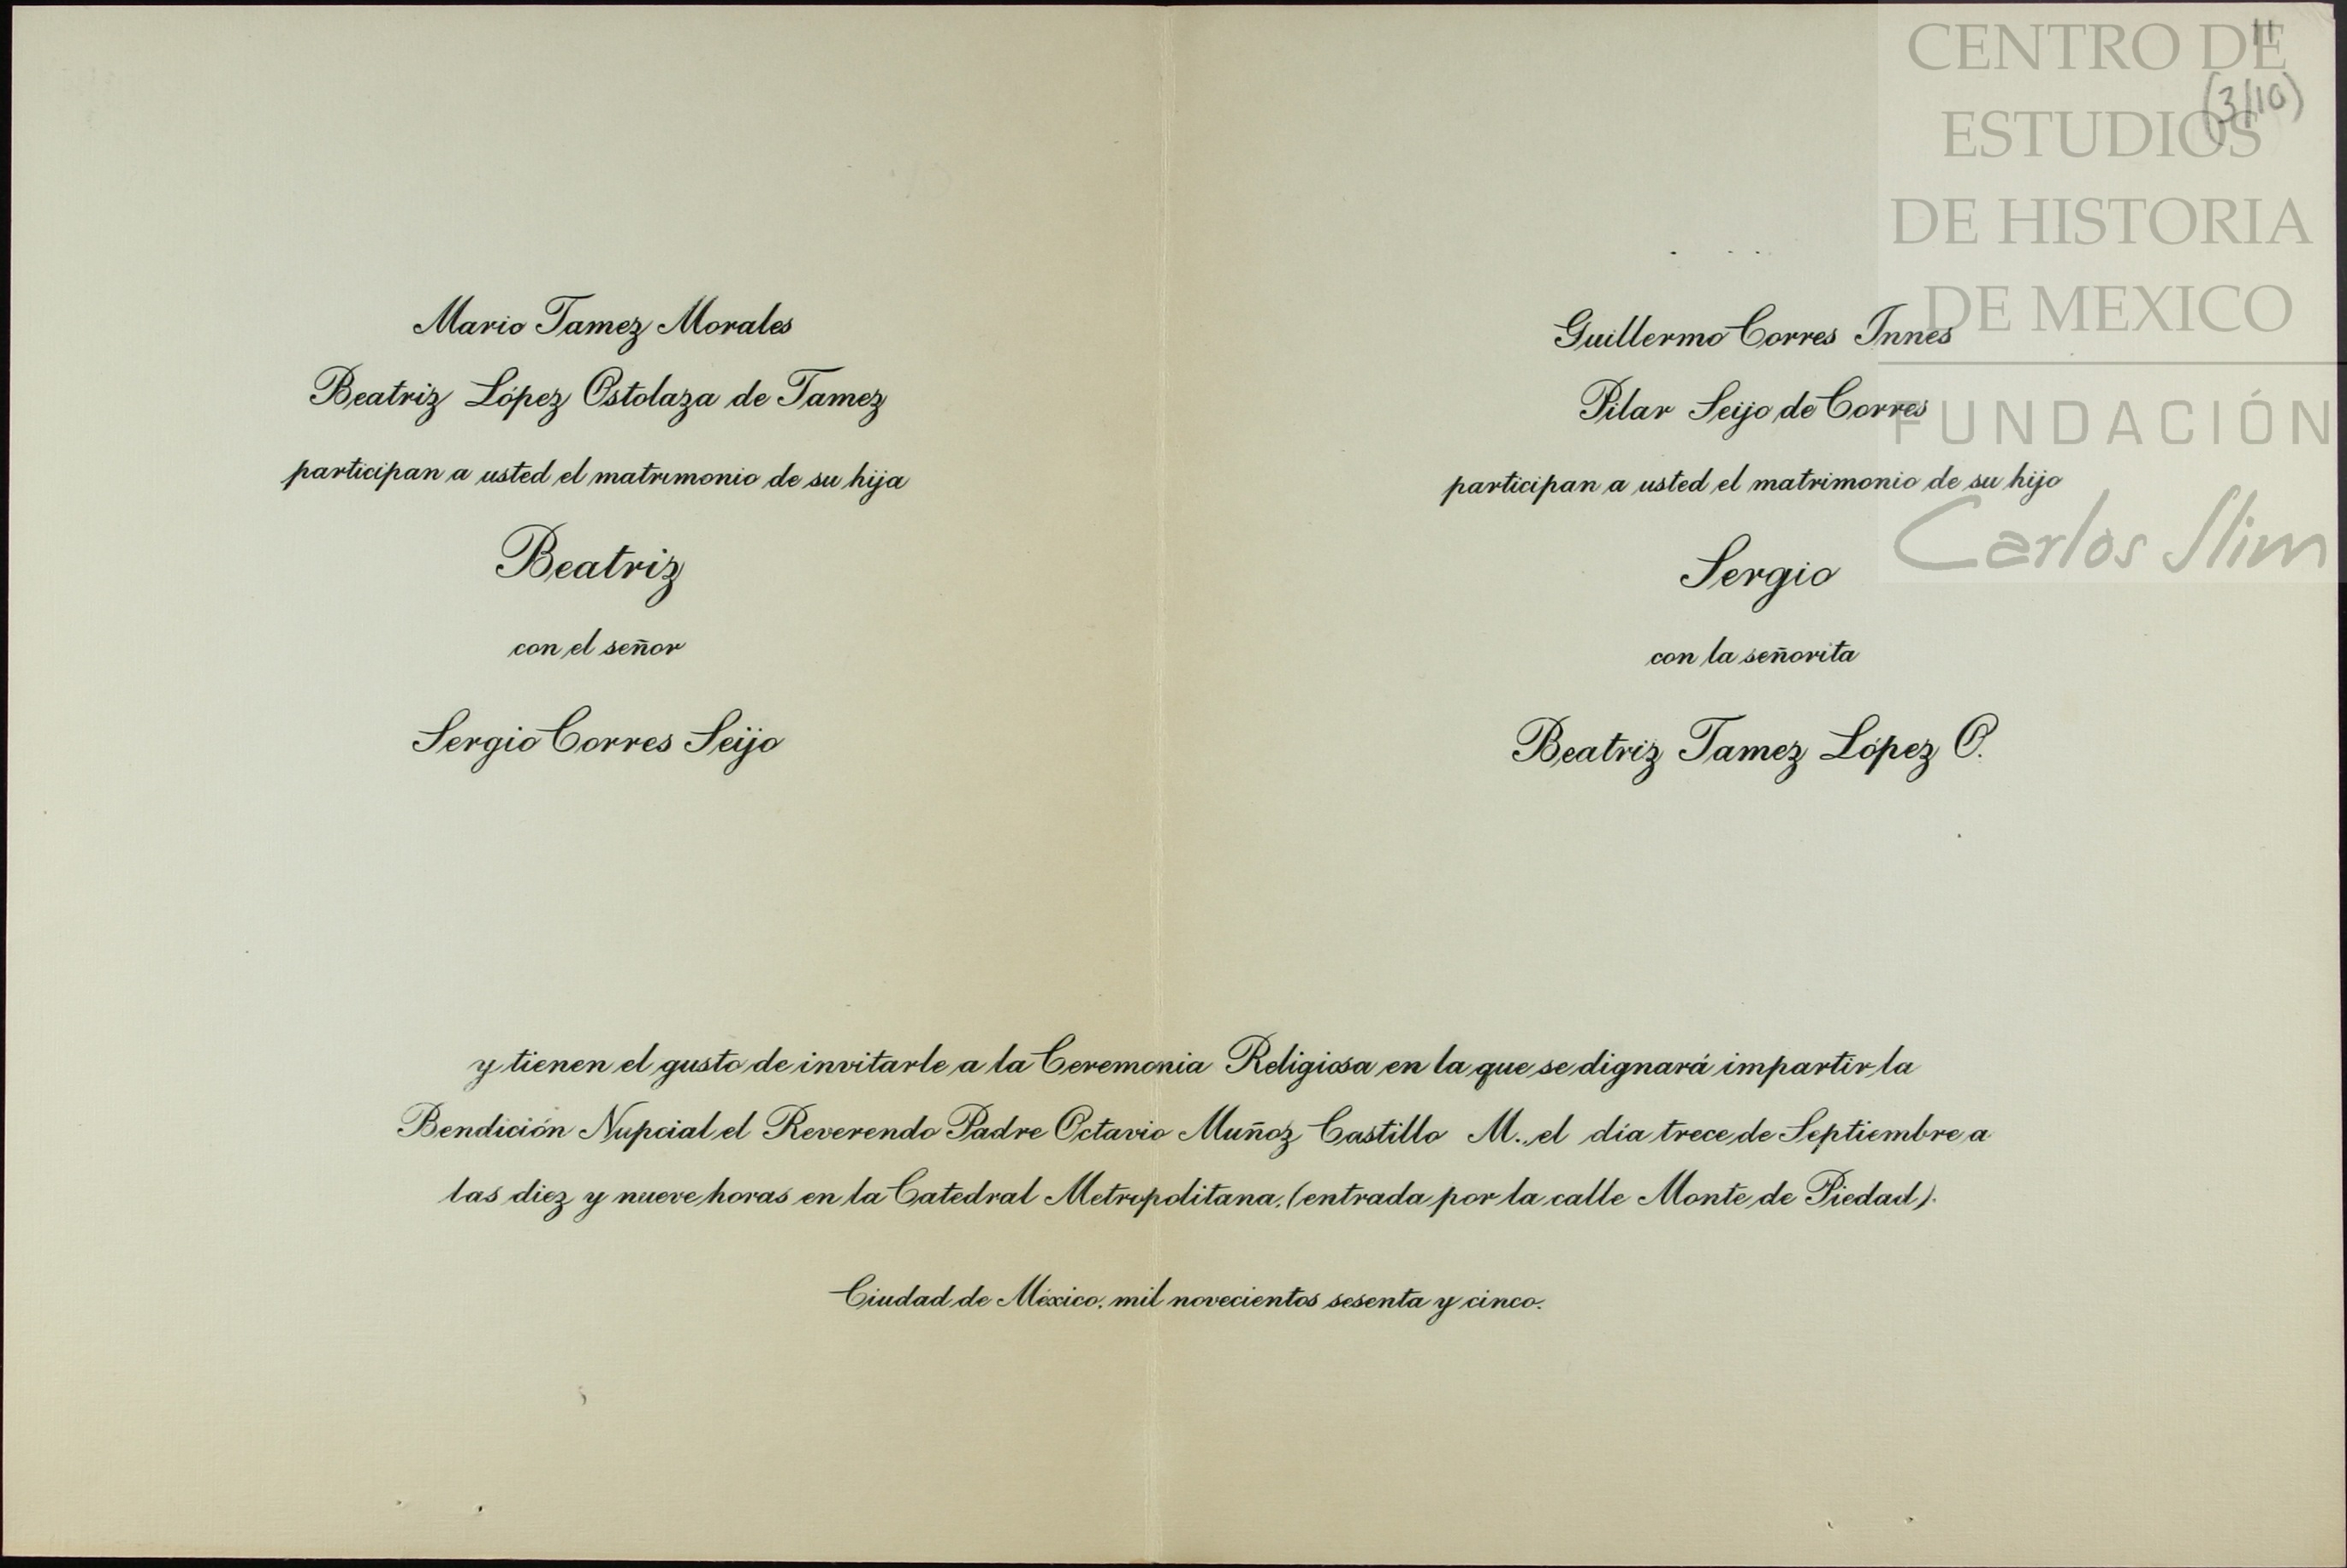 Mario Tamez Morales
Beatriz López Ostolaza de Tamez
participan a usted el matrimonio de su hija
Beatriz
con el señor
Sergio Corres Seijo
Guillermo Corres Innes
Pilar Seijo de Corres
participan a usted el matrimonio de su hijo
Sergio
con la señorita
Beatriz Tamez López O.
y tienen el gusto de invitarle a la Ceremonia Religiosa en la que se dignará impartir la
Bendición Nupcial el Reverendo Padre Octavio Muñoz Castillo M., el día trece de Septiembre a
las diez y nueve horas en la Catedral Metropolitana, (entrada por la calle Monte de Piedad).
Ciudad de México, mil novecientos sesenta y cinco.
11
(3/10)
CENTRO DE
ESTUDIOS
DE HISTORIA
DE MEXICO
FUNDACIÓN
Carlos Slim